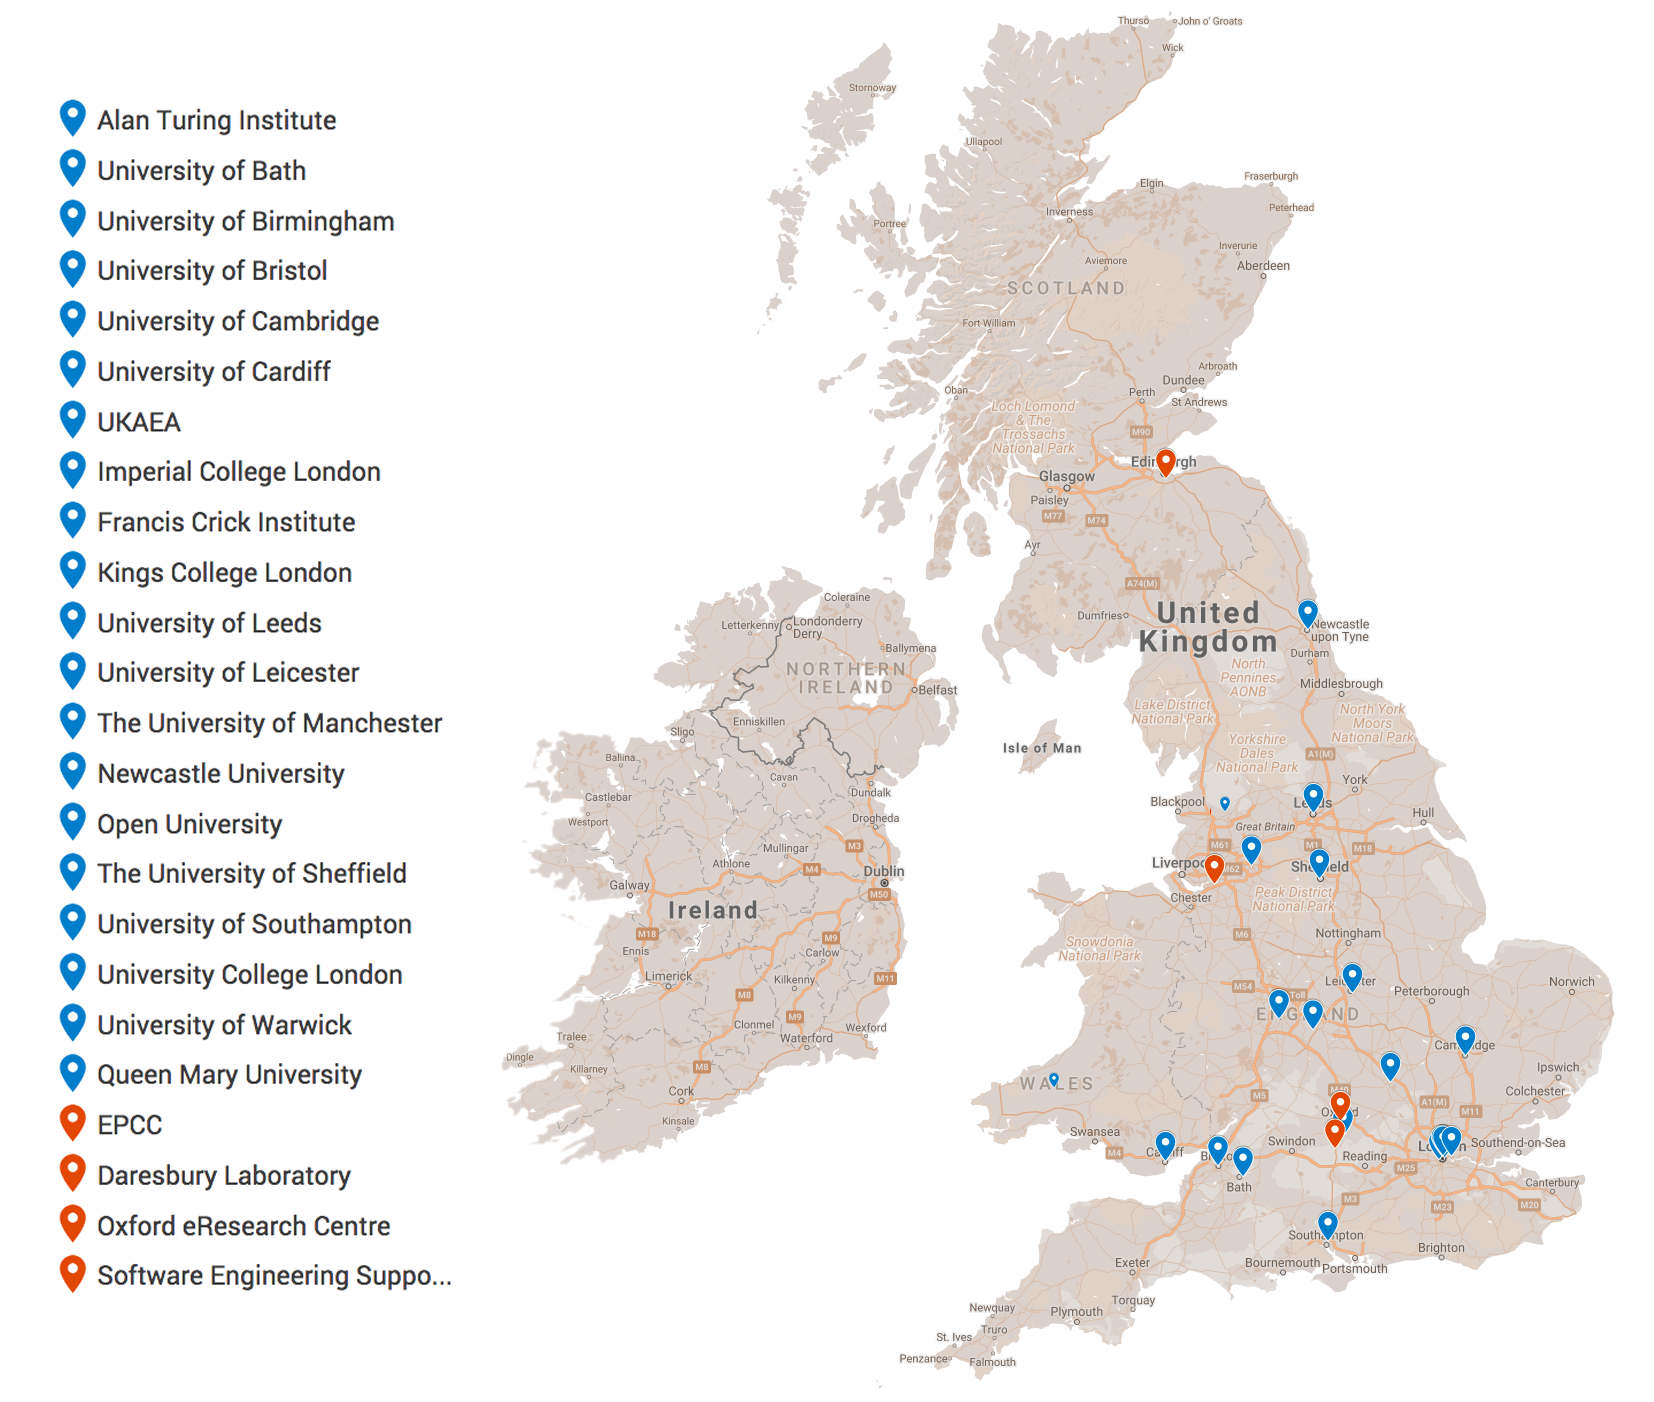 Alan Turing Institute
University of Bath
University of Birmingham
University of Bristol
University of Cambridge
University of Cardiff
UKAEA
Imperial College London
Francis Crick Institute
Kings College London
University of Leeds
University of Leicester
The University of Manchester
Newcastle University
Open University
The University of Sheffield
University of Southampton
University College London
University of Warwick
Queen Mary University
EPCC
Daresbury Laboratory
Oxford eResearch Centre
Software Engineering Suppo...
Thurso
John o' Groats
Wick
Stornoway
Ullapool
Elgin
Fraserburgh
Peterhead
Inverness
Portree
Inverurie
Aviemore
Aberdeen
SCOTLAND
Fort William
Arbroath
Dundee
Oban
Perth
St Andrews
Loch Lomond
& The
Trossachs
National Park
M90
Glasgow
Paisley
M77
M74
Ayr
A74(M)
Dumfries
United
Kingdom
Newcastle
upon Tyne
Durham
North
Pennines
AONB
Middlesbrough
Lake District
National Park
North York
Moors
National Park
Yorkshire
Dales
National Park
A1(M)
Isle of Man
Coleraine
Letterkenny
Londonderry
Derry
Ballymena
NORTHERN
IRELAND
Belfast
Enniskillen
Sligo
Ballina
Cavan
Dundalk
Castlebar
Westport
Drogheda
Mullingar
M3
Athlone
M4
Dublin
M50
Galway
Ireland
M18
M9
Ennis
Carlow
Limerick
Kilkenny
M11
M8
M9
Clonmel
Wexford
Waterford
Tralee
Dingle
Killarney
M8
Cork
Kinsale
York
Blackpool
Hull
Great Britain
M61
M1
M18
M62
Chester
Peak District
National Park
Snowdonia
National Park
M6
Nottingham
M54
Toll
Peterborough
Norwich
WALES
Ipswich
Colchester
M5
M40
A1(M)
M11
Swansea
M4
Swindon
Reading
M25
Southend-on-Sea
Bath
M3
M23
M20
Canterbury
Brighton
Exeter
Bournemouth
Portsmouth
Torquay
Newquay
Plymouth
Truro
St. Ives
Penzance
Falmouth